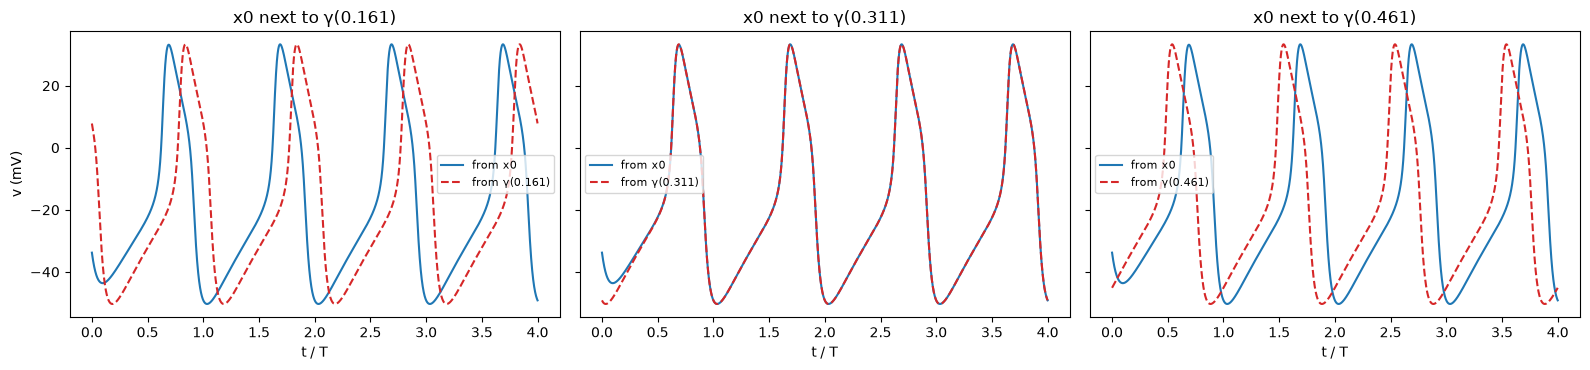 x0 next to γ(0.161)
x0 next to γ(0.311)
x0 next to γ(0.461)
v (mV)
20
0
−20
−40
from x0
from γ(0.161)
from x0
from γ(0.311)
from x0
from γ(0.461)
0.0 0.5 1.0 1.5 2.0 2.5 3.0 3.5 4.0
0.0 0.5 1.0 1.5 2.0 2.5 3.0 3.5 4.0
0.0 0.5 1.0 1.5 2.0 2.5 3.0 3.5 4.0
t / T
t / T
t / T